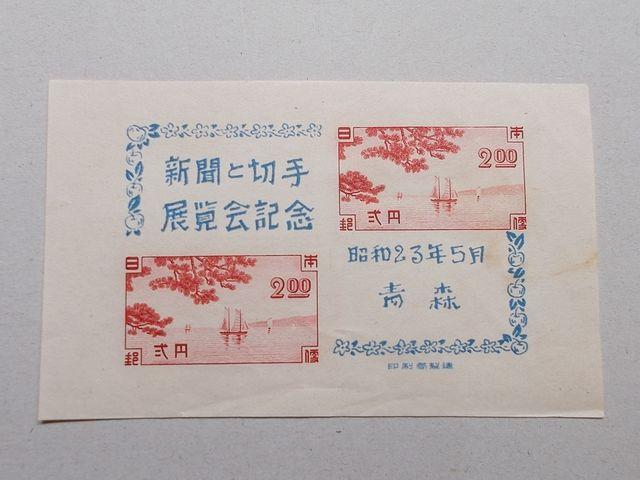 新聞と切手
展覧会記念
日本
2.00
弐円
郵便
昭和23年5月
青森
日本
2.00
弐円
郵便
印刷局製造